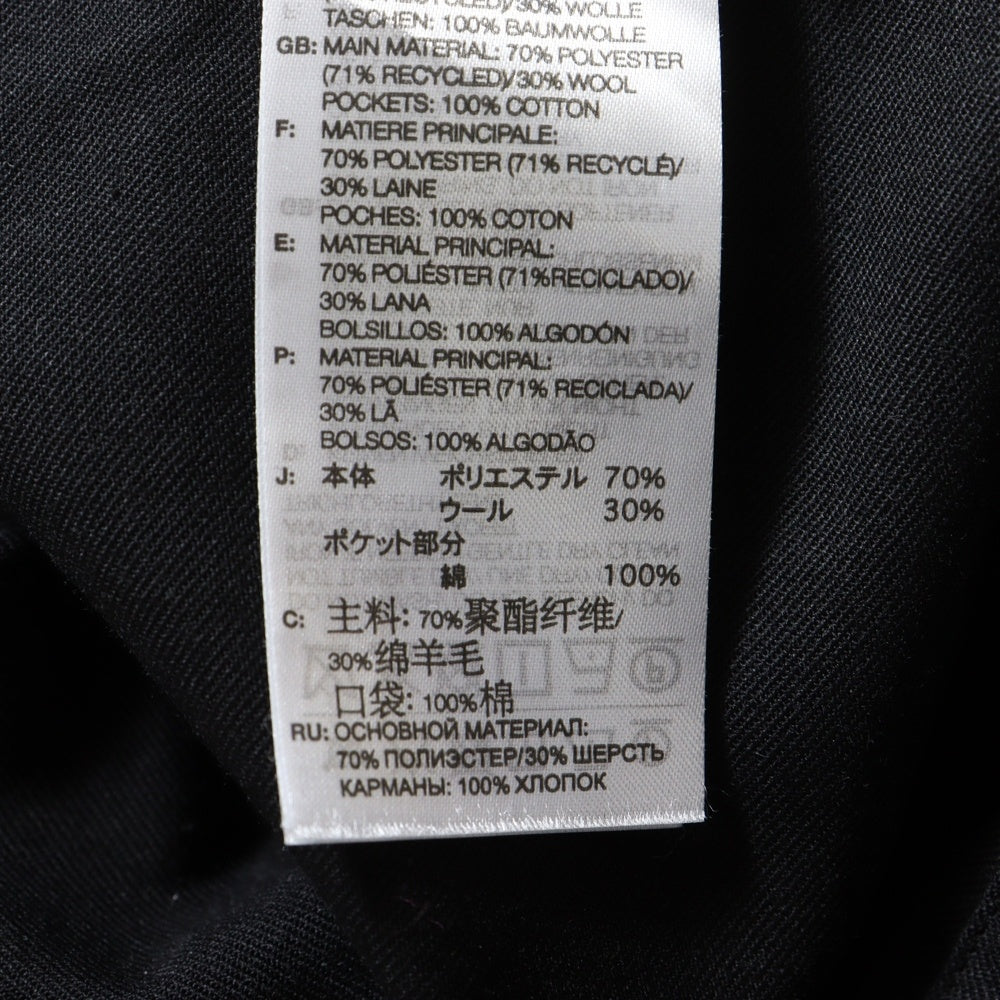 30% WOLLE
TASCHEN: 100% BAUMWOLLE
GB: MAIN MATERIAL: 70% POLYESTER
(71% RECYCLED)/30% WOOL
POCKETS: 100% COTTON
F: MATIERE PRINCIPALE:
70% POLYESTER (71% RECYCLÉ)/
30% LAINE
POCHES: 100% COTON
E: MATERIAL PRINCIPAL:
70% POLIÉSTER (71%RECICLADO)/
30% LANA
BOLSILLOS: 100% ALGODÓN
P: MATERIAL PRINCIPAL:
70% POLIÉSTER (71% RECICLADA)/
30% LÃ
BOLSOS: 100% ALGODÃO
J: 本体 ポリエステル 70%
ウール 30%
ポケット部分
綿 100%
C: 主料: 70%聚酯纤维/
30%绵羊毛
口袋: 100%棉
RU: ОСНОВНОЙ МАТЕРИАЛ:
70% ПОЛИЭСТЕР/30% ШЕРСТЬ
КАРМАНЫ: 100% ХЛОПОК